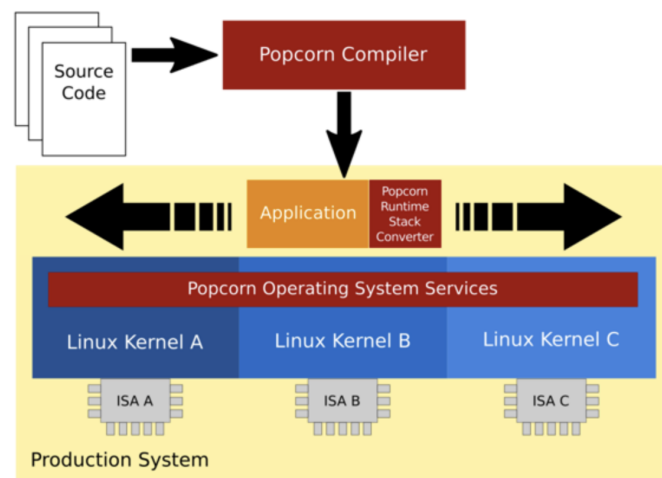 Source
Code
Popcorn Compiler
Application
Popcorn
Runtime
Stack
Converter
Popcorn Operating System Services
Linux Kernel A
Linux Kernel B
Linux Kernel C
ISA A
ISA B
ISA C
Production System